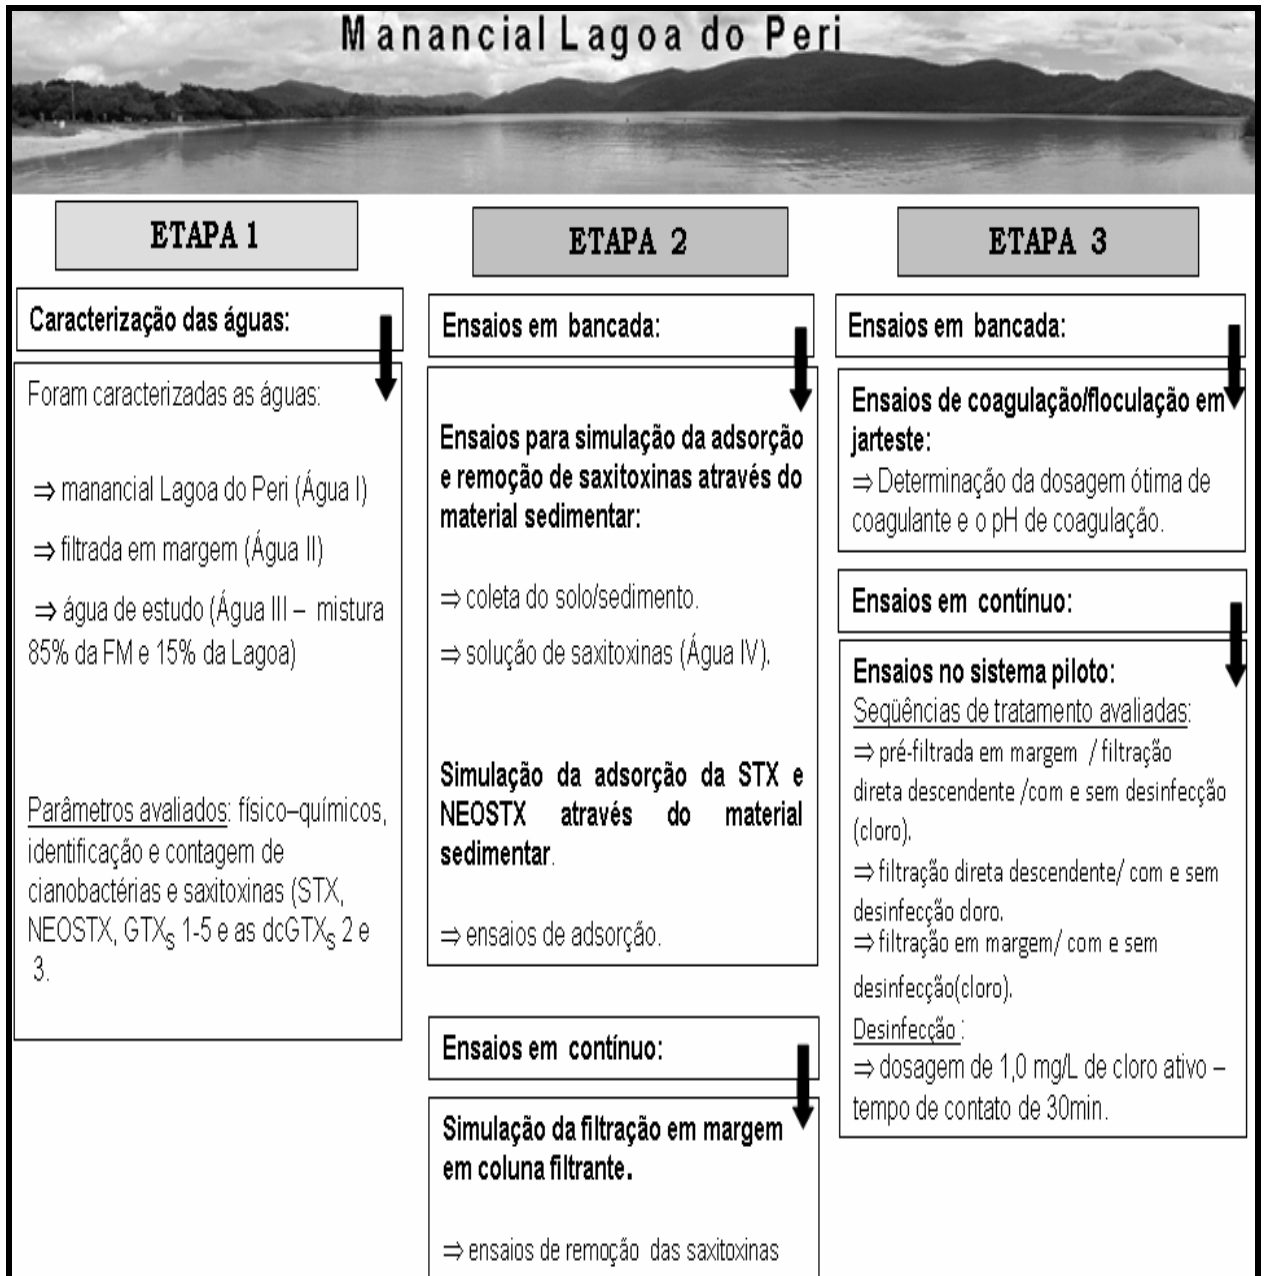 Manancial Lagoa do Peri
ETAPA 1
Caracterização das águas:
Foram caracterizadas as águas:
⇒ manancial Lagoa do Peri (Água I)
⇒ filtrada em margem (Água II)
⇒ água de estudo (Água III – mistura
85% da FM e 15% da Lagoa)
Parâmetros avaliados: físico–químicos,
identificação e contagem de
cianobactérias e saxitoxinas (STX,
NEOSTX, GTXS 1-5 e as dcGTXS 2 e
3.
ETAPA 2
Ensaios em bancada:
Ensaios para simulação da adsorção
e remoção de saxitoxinas através do
material sedimentar:
⇒ coleta do solo/sedimento.
⇒ solução de saxitoxinas (Água IV).
Simulação da adsorção da STX e
NEOSTX através do material
sedimentar.
⇒ ensaios de adsorção.
Ensaios em contínuo:
Simulação da filtração em margem
em coluna filtrante.
⇒ ensaios de remoção das saxitoxinas
ETAPA 3
Ensaios em bancada:
Ensaios de coagulação/floculação em
jarteste:
⇒ Determinação da dosagem ótima de
coagulante e o pH de coagulação.
Ensaios em contínuo:
Ensaios no sistema piloto:
Seqüências de tratamento avaliadas:
⇒ pré-filtrada em margem / filtração
direta descendente /com e sem desinfecção
(cloro).
⇒ filtração direta descendente/ com e sem
desinfecção cloro.
⇒ filtração em margem/ com e sem
desinfecção(cloro).
Desinfecção :
⇒ dosagem de 1,0 mg/L de cloro ativo –
tempo de contato de 30min.